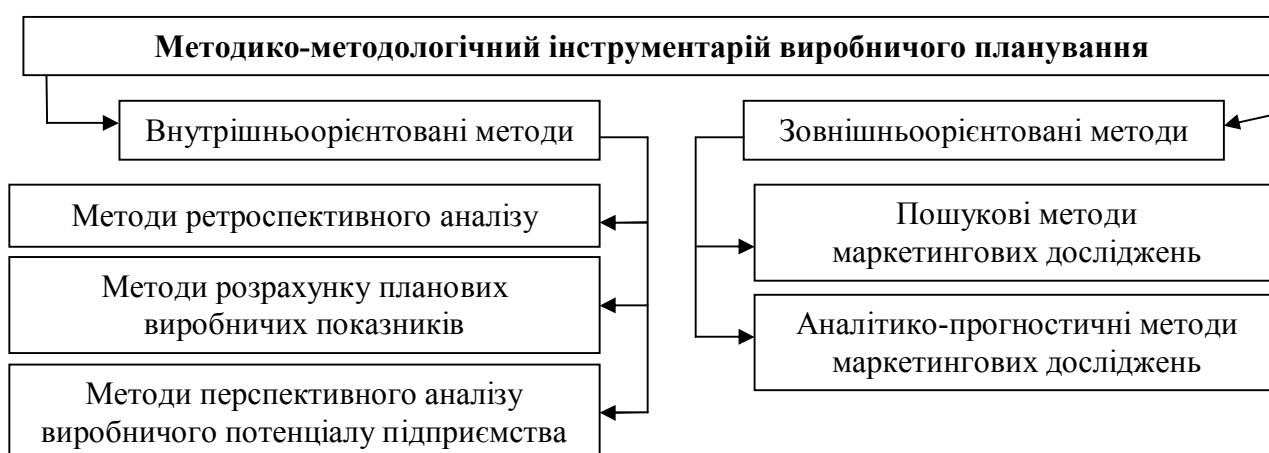 Методико-методологічний інструментарій виробничого планування
Внутрішньоорієнтовані методи
Методи ретроспективного аналізу
Методи розрахунку планових
виробничих показників
Методи перспективного аналізу
виробничого потенціалу підприємства
Зовнішньоорієнтовані методи
Пошукові методи
маркетингових досліджень
Аналітико-прогностичні методи
маркетингових досліджень